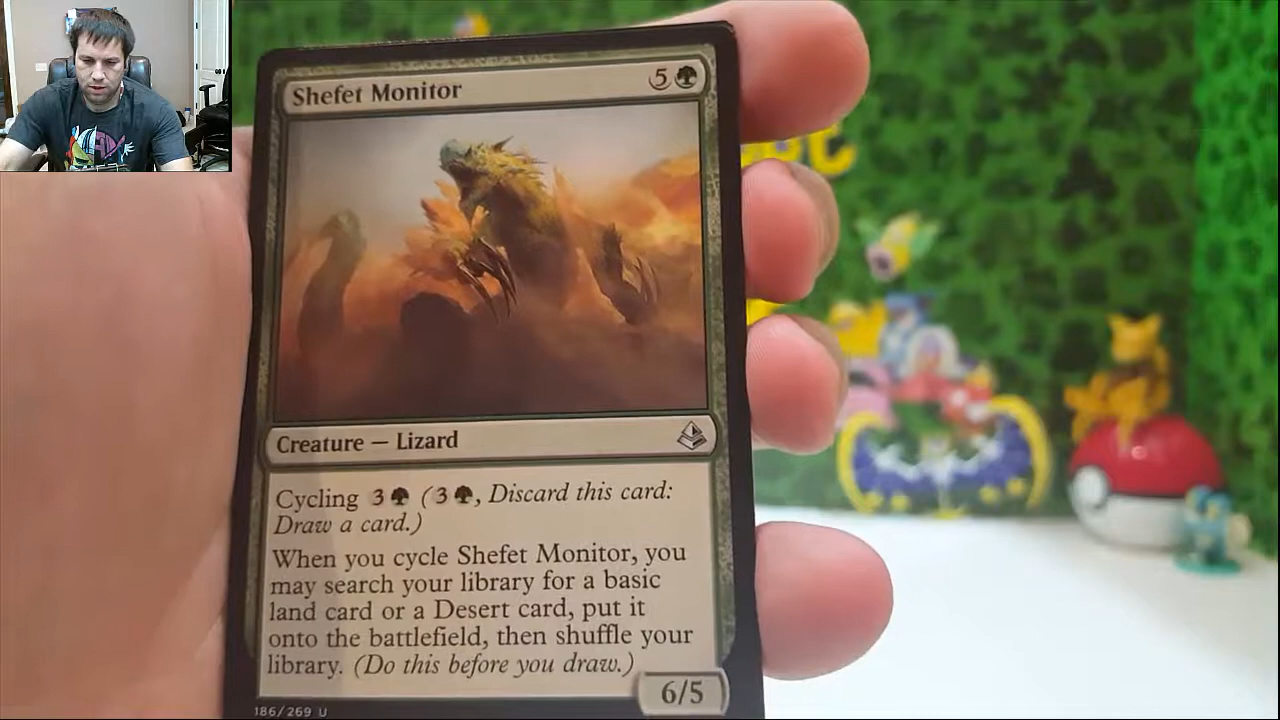 Shefet Monitor 5
Creature — Lizard
Cycling 3 (3, Discard this card:
Draw a card.)
When you cycle Shefet Monitor, you
may search your library for a basic
land card or a Desert card, put it
onto the battlefield, then shuffle your
library. (Do this before you draw.)
6/5
186/269 U